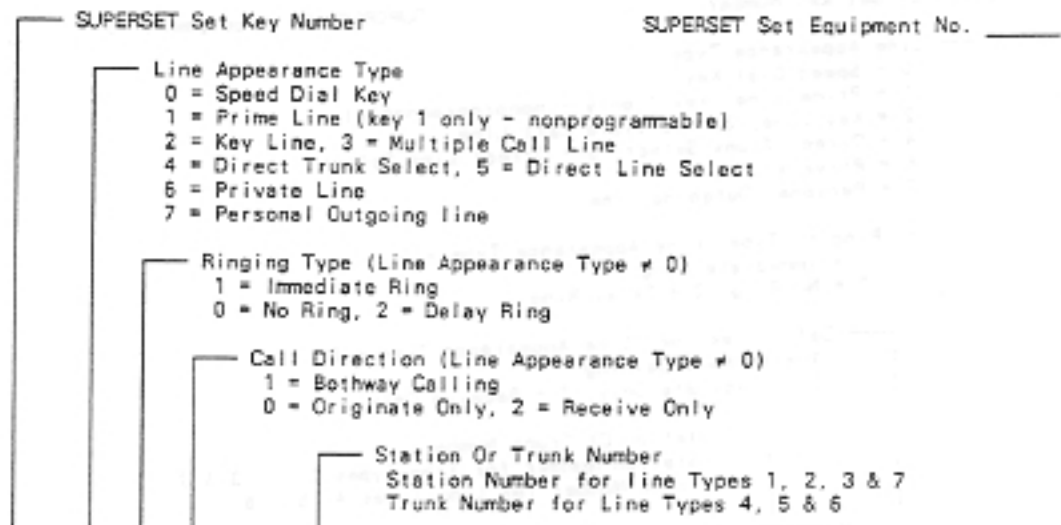 SUPERSET Set Key Number
SUPERSET Set Equipment No.
Line Appearance Type
0 = Speed Dial Key
1 = Prime Line (key 1 only - nonprogrammable)
2 = Key Line, 3 = Multiple Call Line
4 = Direct Trunk Select, 5 = Direct Line Select
6 = Private Line
7 = Personal Outgoing line
Ringing Type (Line Appearance Type ≠ 0)
1 = Immediate Ring
0 = No Ring, 2 = Delay Ring
Call Direction (Line Appearance Type ≠ 0)
1 = Bothway Calling
0 = Originate Only, 2 = Receive Only
Station Or Trunk Number
Station Number for line Types 1, 2, 3 & 7
Trunk Number for Line Types 4, 5 & 6